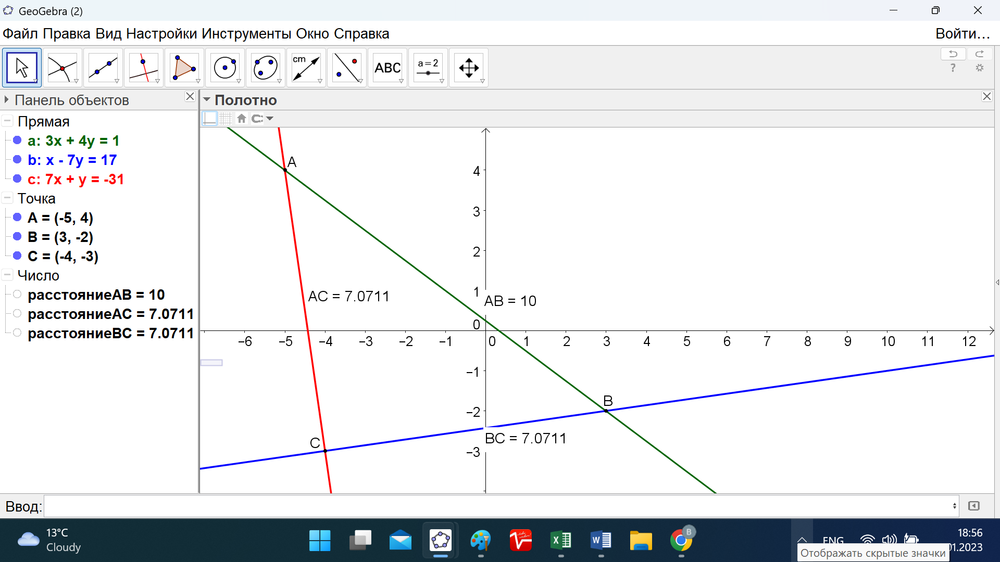 GeoGebra (2)
Файл Правка Вид Настройки Инструменты Окно Справка
Войти…
cm
ABC
a = 2
?
Панель объектов
Полотно
Прямая
a: 3x + 4y = 1
b: x - 7y = 17
c: 7x + y = -31
Точка
A = (-5, 4)
B = (3, -2)
C = (-4, -3)
Число
расстояниеAB = 10
расстояниеAC = 7.0711
расстояниеBC = 7.0711
A
4
3
2
1
AC = 7.0711
AB = 10
0
−6 −5 −4 −3 −2 −1 0 1 2 3 4 5 6 7 8 9 10 11 12
−1
B
−2
C
BC = 7.0711
−3
Ввод:
13°C
Cloudy
B
ENG
18:56
01.2023
Отображать скрытые значки